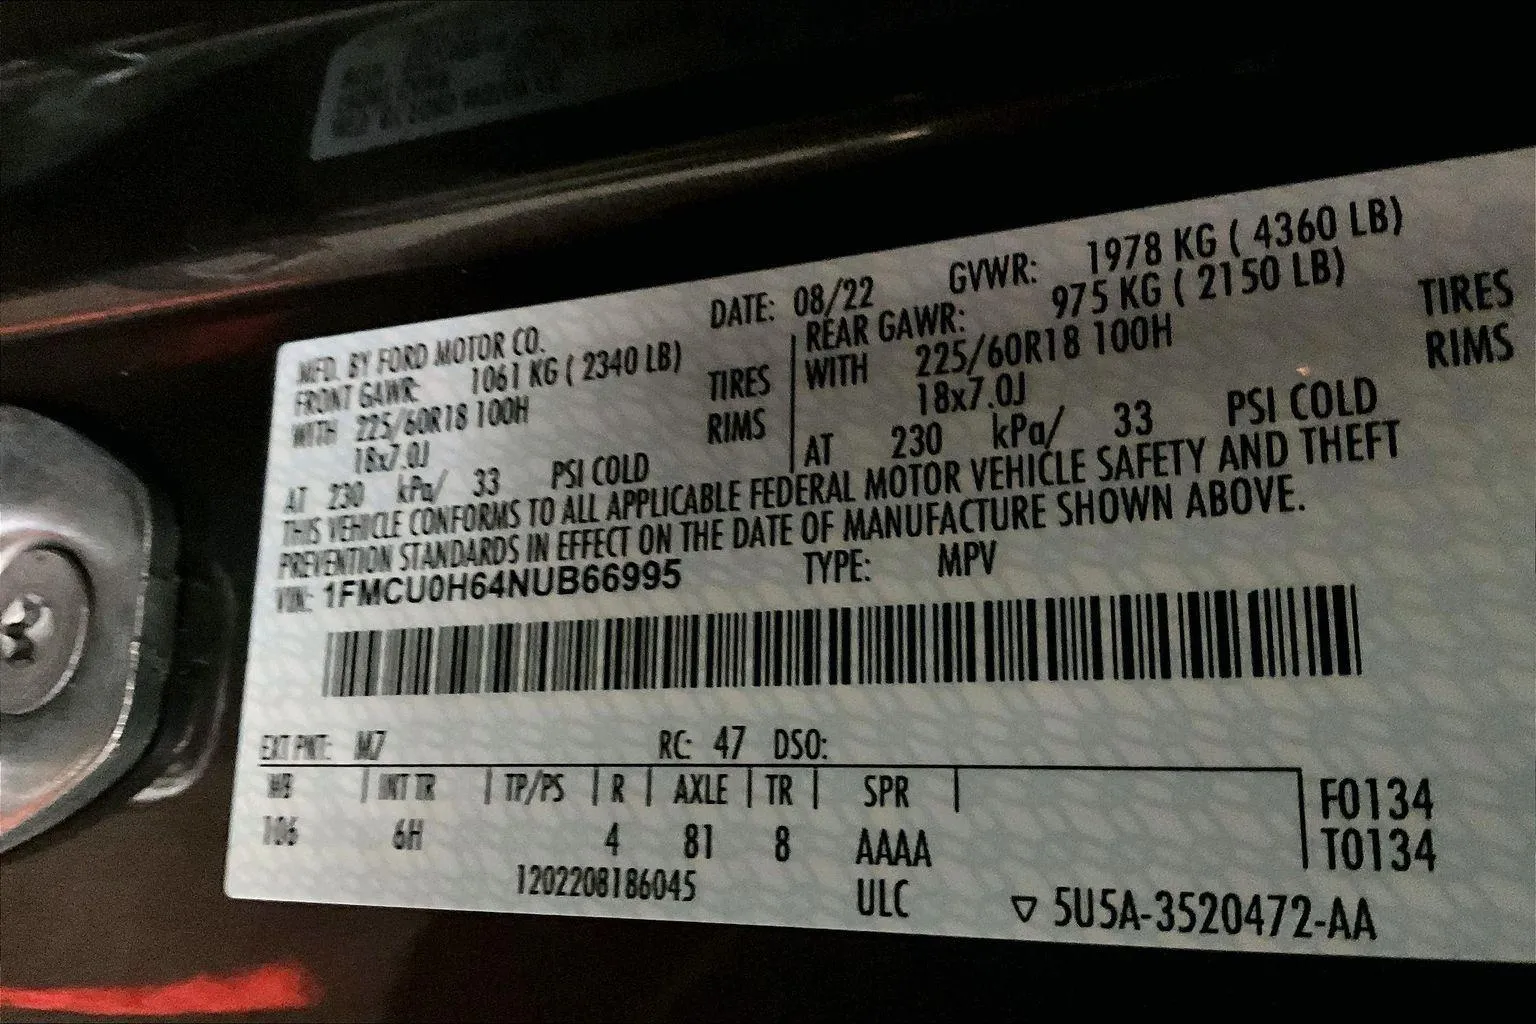 MFD. BY FORD MOTOR CO. DATE: 08/22 GVWR: 1978 KG ( 4360 LB)
FRONT GAWR: 1061 KG ( 2340 LB) REAR GAWR: 975 KG ( 2150 LB)
WITH 225/60R18 100H TIRES WITH 225/60R18 100H TIRES
18x7.0J RIMS 18x7.0J RIMS
AT 230 kPa/ 33 PSI COLD AT 230 kPa/ 33 PSI COLD
THIS VEHICLE CONFORMS TO ALL APPLICABLE FEDERAL MOTOR VEHICLE SAFETY AND THEFT
PREVENTION STANDARDS IN EFFECT ON THE DATE OF MANUFACTURE SHOWN ABOVE.
VIN: 1FMCU0H64NUB66995 TYPE: MPV
EXT PNT: M7 RC: 47 DSO:
WB | INT TR | TP/PS | R | AXLE | TR | SPR | F0134
106 6H 4 81 8 AAAA T0134
1202208186045 ULC ▽ 5U5A-3520472-AA